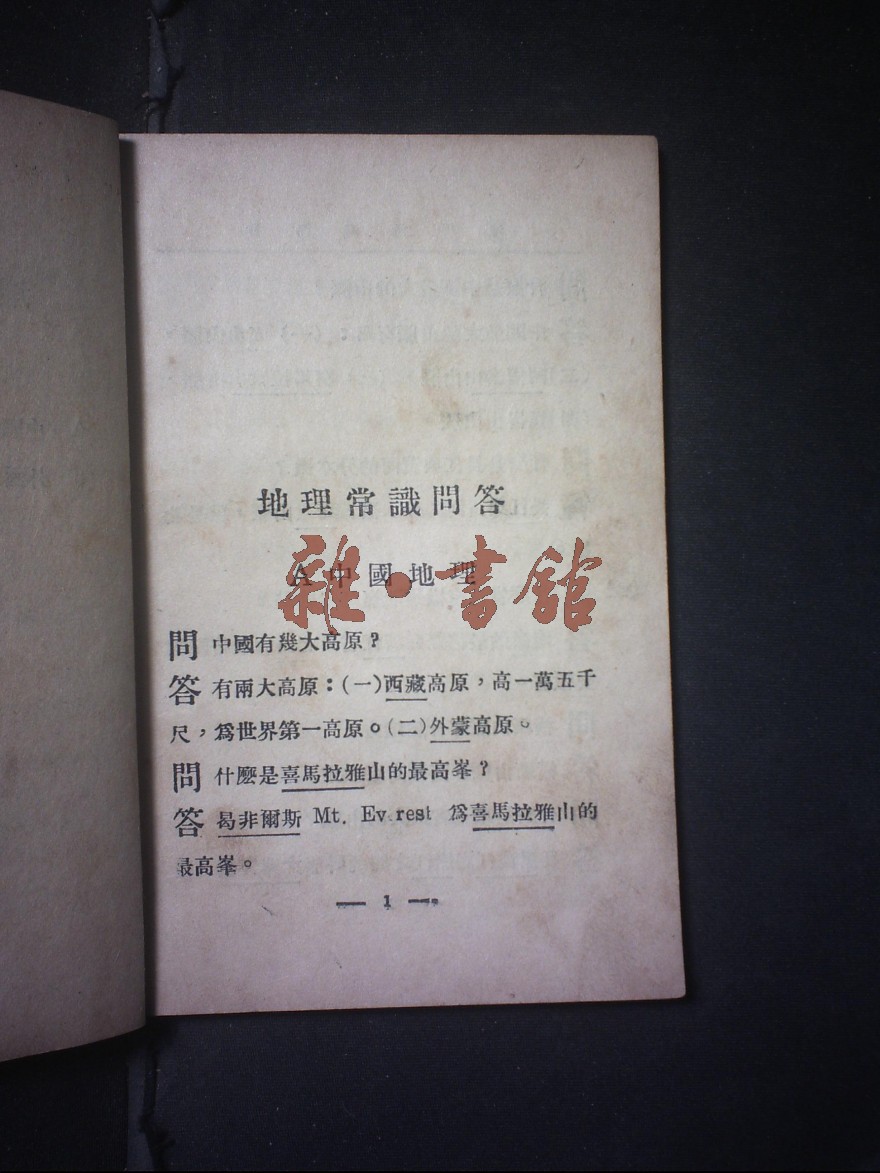 地理常識問答
A 中國地理
雜·書館
問 中國有幾大高原?
答 有兩大高原:(一)西藏高原,高一萬五千
尺,爲世界第一高原。(二)外蒙高原。
問 什麽是喜馬拉雅山的最高峯?
答 曷非爾斯 Mt. Ev.rest 爲喜馬拉雅山的
最高峯。
— 1 —